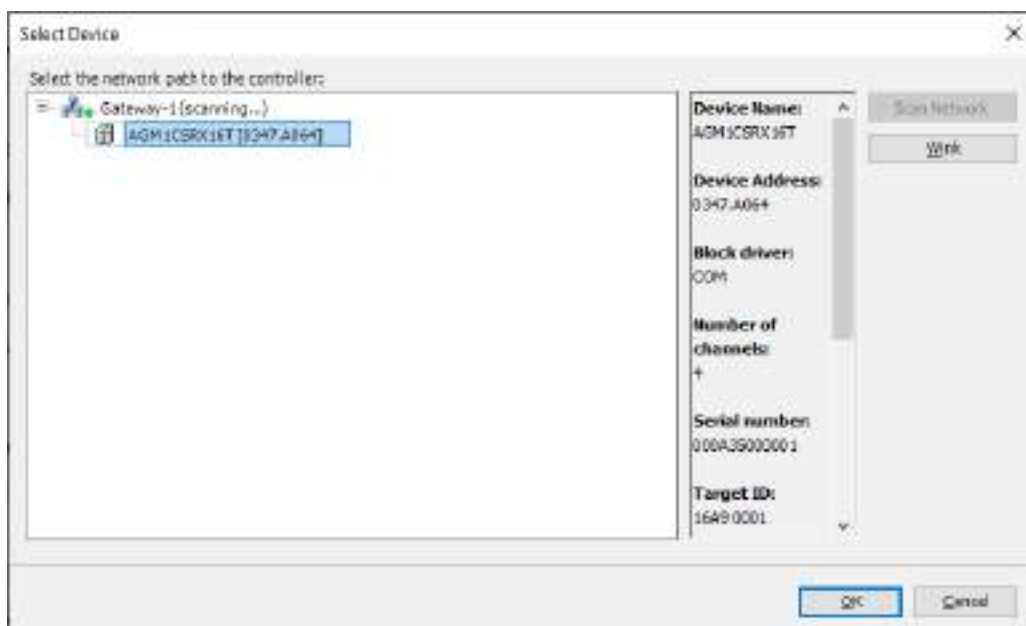 Select Device
Select the network path to the controller:
Gateway-1(scanning...)
AGM1CSRX16T [0347.A064]
Device Name:
AGM1CSRX16T
Device Address:
0347.A064
Block driver:
COM
Number of
channels:
4
Serial number:
000A35000001
Target ID:
16A9 0001
Scan Network
Wink
OK
Cancel